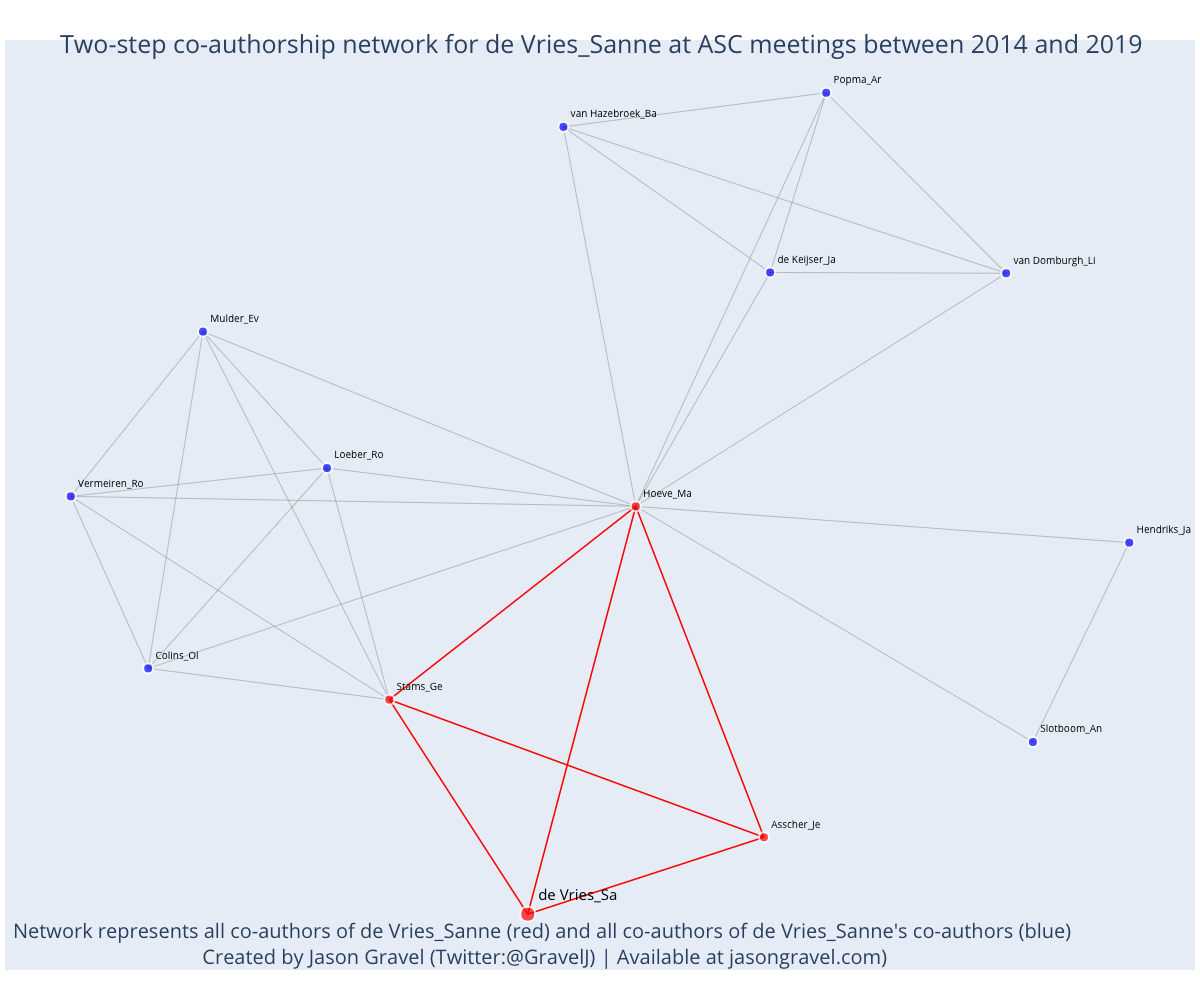 Two-step co-authorship network for de Vries_Sanne at ASC meetings between 2014 and 2019
Popma_Ar
van Hazebroek_Ba
de Keijser_Ja
van Domburgh_Li
Mulder_Ev
Loeber_Ro
Vermeiren_Ro
Hoeve_Ma
Hendriks_Ja
Colins_Ol
Stams_Ge
Slotboom_An
Asscher_Je
de Vries_Sa
Network represents all co-authors of de Vries_Sanne (red) and all co-authors of de Vries_Sanne's co-authors (blue)
Created by Jason Gravel (Twitter:@GravelJ) | Available at jasongravel.com)